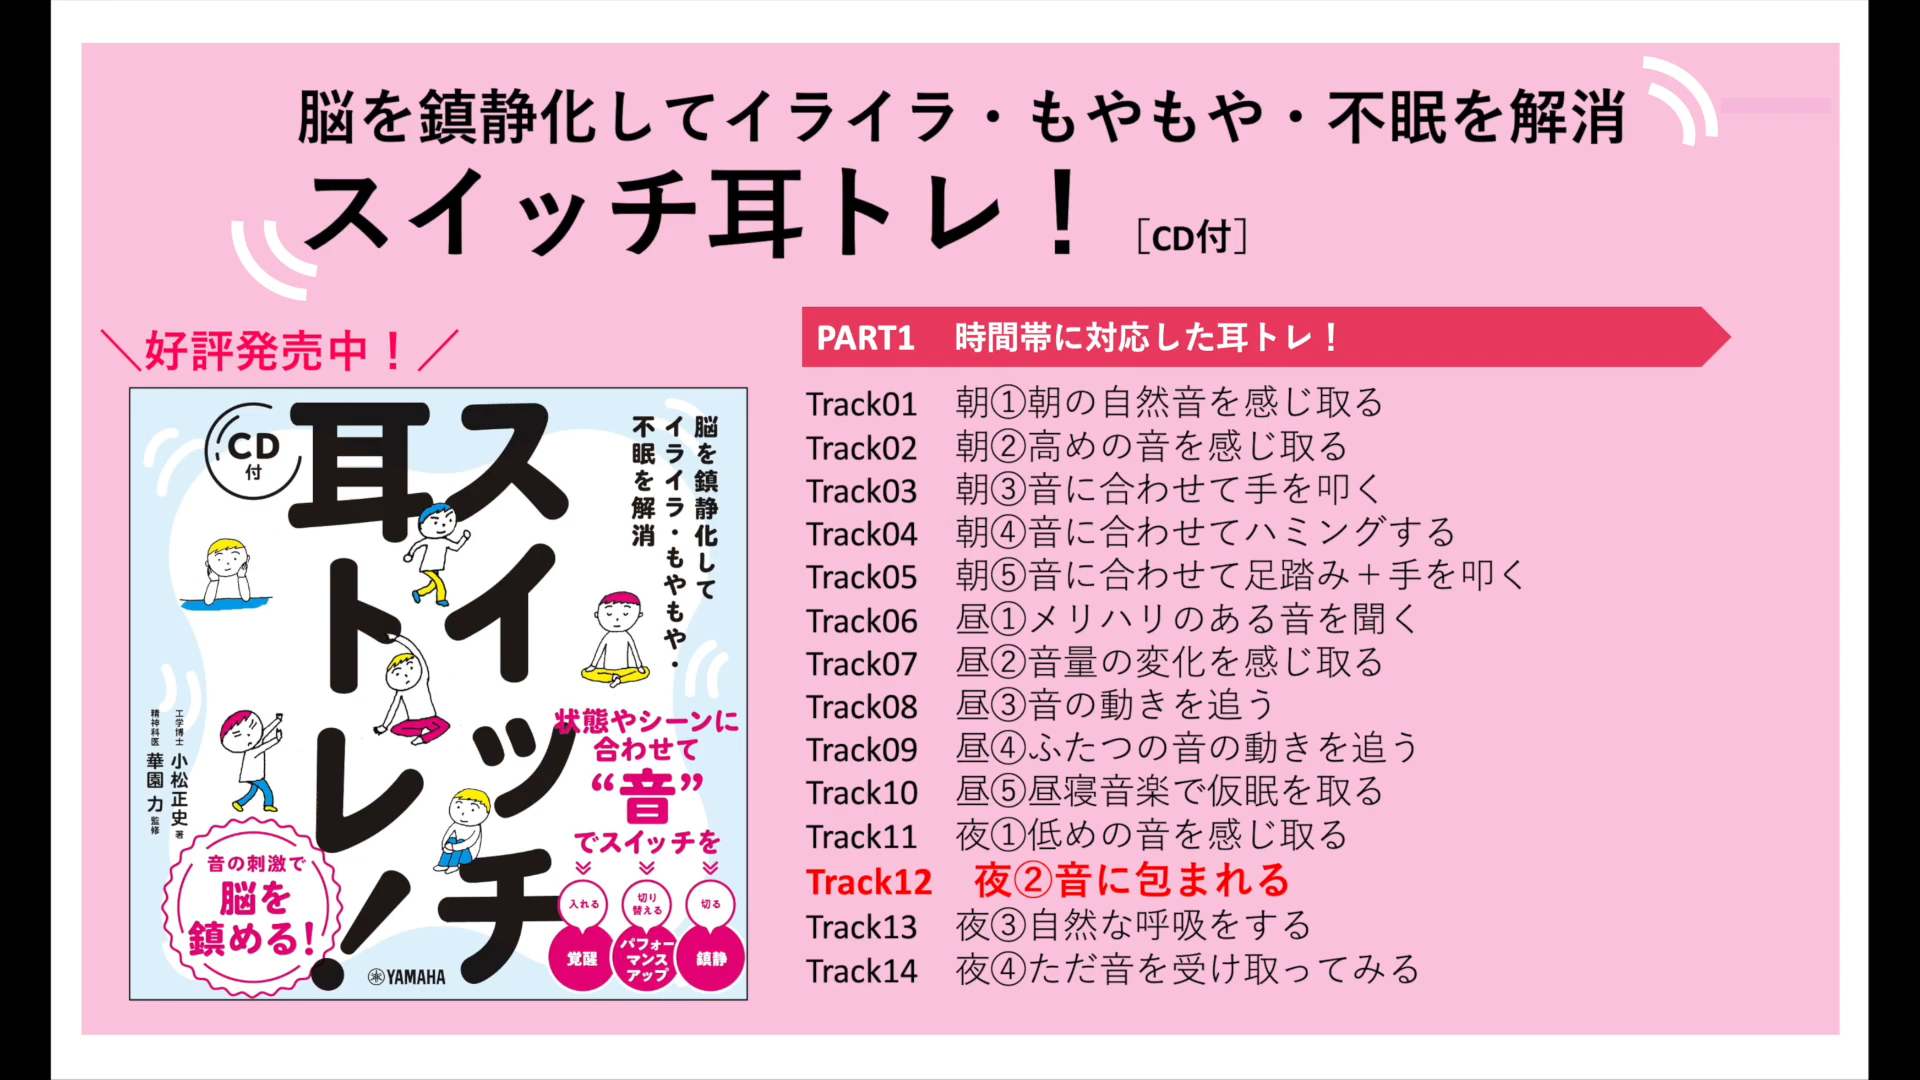 脳を鎮静化してイライラ・もやもや・不眠を解消
スイッチ耳トレ！［CD付］
＼好評発売中！／
CD
付
スイッチ
耳トレ！
脳を鎮静化して
イライラ・もやもや・
不眠を解消
工学博士 小松正史 著
精神科医 華園 力 監修
状態やシーンに
合わせて
“音”
でスイッチを
入れる
切り
替える
切る
覚醒
パフォー
マンス
アップ
鎮静
音の刺激で
脳を
鎮める!
YAMAHA
PART1 時間帯に対応した耳トレ！
Track01 朝①朝の自然音を感じ取る
Track02 朝②高めの音を感じ取る
Track03 朝③音に合わせて手を叩く
Track04 朝④音に合わせてハミングする
Track05 朝⑤音に合わせて足踏み＋手を叩く
Track06 昼①メリハリのある音を聞く
Track07 昼②音量の変化を感じ取る
Track08 昼③音の動きを追う
Track09 昼④ふたつの音の動きを追う
Track10 昼⑤昼寝音楽で仮眠を取る
Track11 夜①低めの音を感じ取る
Track12 夜②音に包まれる
Track13 夜③自然な呼吸をする
Track14 夜④ただ音を受け取ってみる